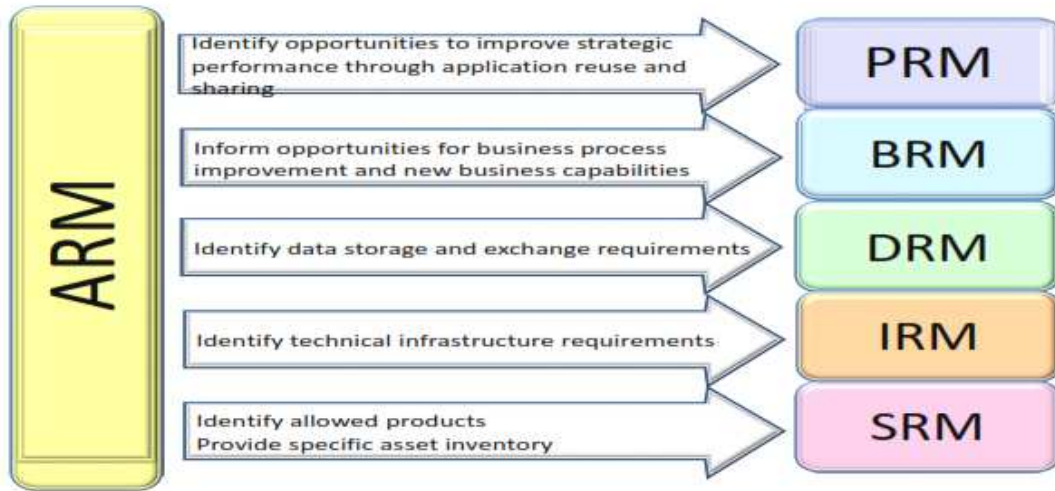 ARM
Identify opportunities to improve strategic
performance through application reuse and
sharing
PRM
Inform opportunities for business process
improvement and new business capabilities
BRM
Identify data storage and exchange requirements
DRM
Identify technical infrastructure requirements
IRM
Identify allowed products
Provide specific asset inventory
SRM